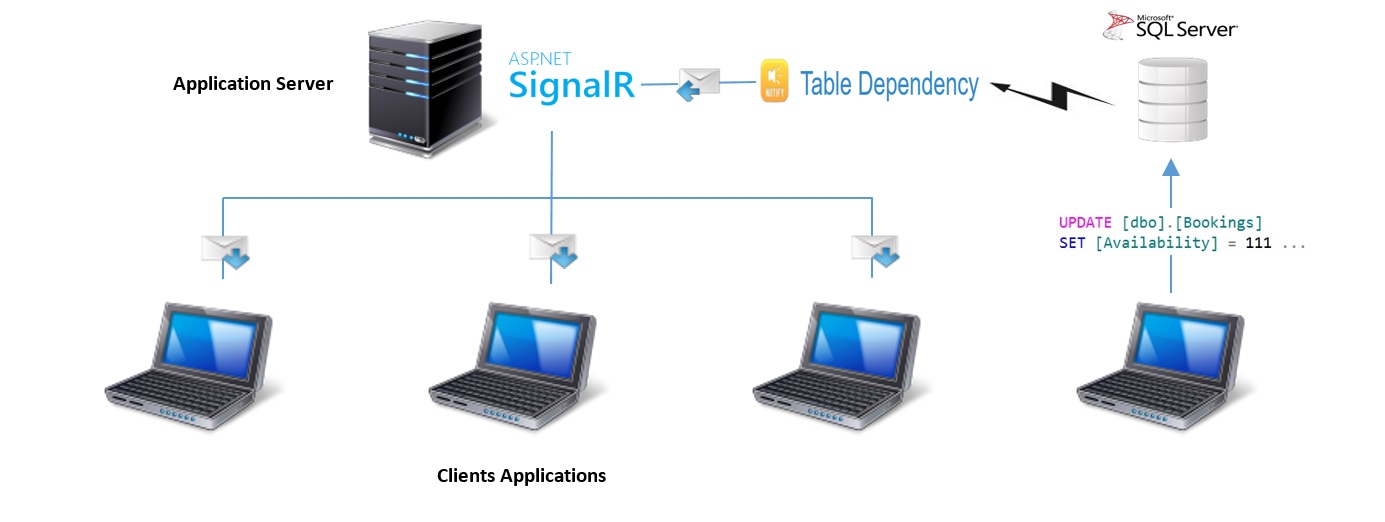 Application Server
ASP.NET
SignalR
NOTIFY
Table Dependency
Microsoft®
SQL Server®
UPDATE [dbo].[Bookings]
SET [Availability] = 111 ...
Clients Applications